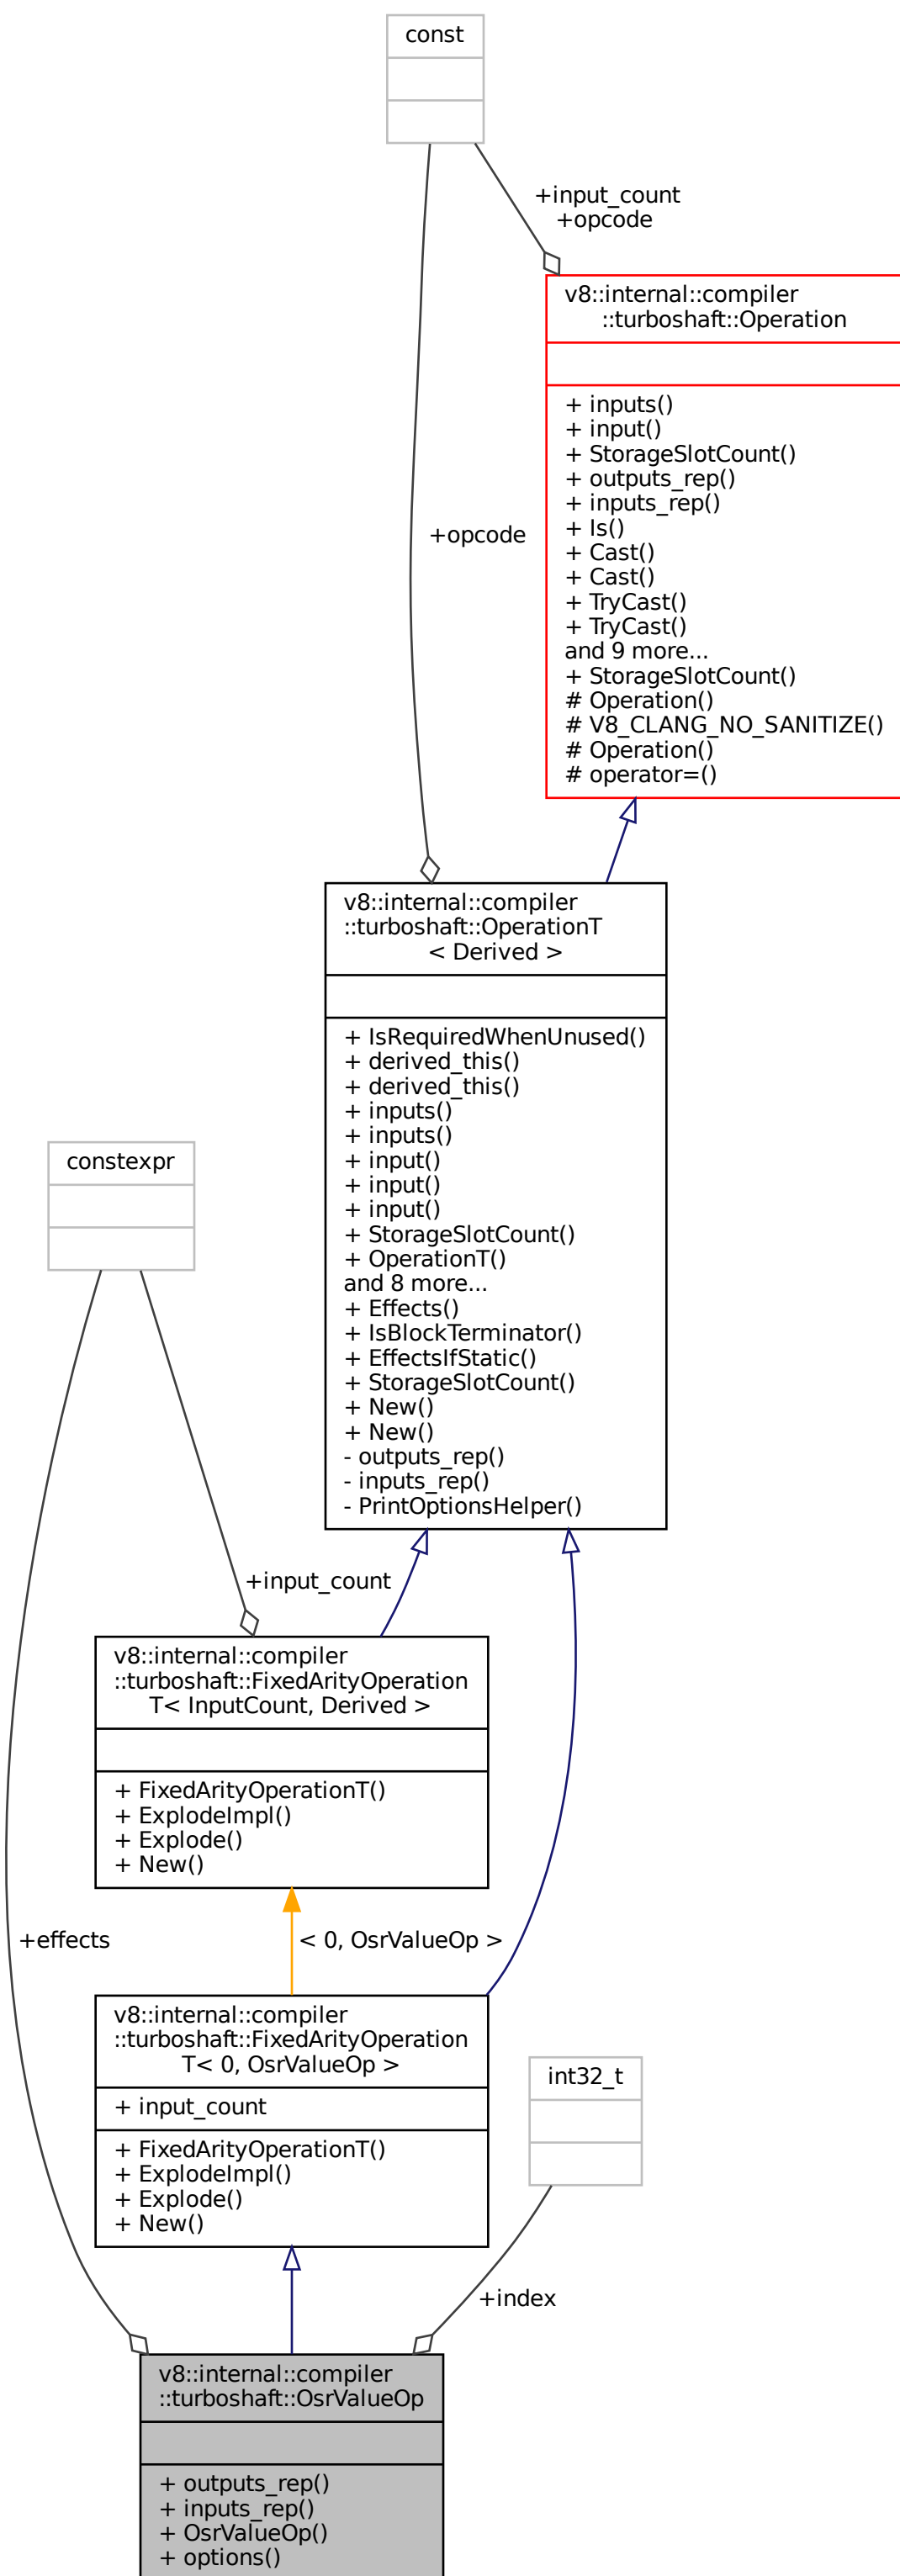 const
+input_count
+opcode
v8::internal::compiler
::turboshaft::Operation
+ inputs()
+ input()
+ StorageSlotCount()
+ outputs_rep()
+ inputs_rep()
+ Is()
+ Cast()
+ Cast()
+ TryCast()
+ TryCast()
and 9 more...
+ StorageSlotCount()
# Operation()
# V8_CLANG_NO_SANITIZE()
# Operation()
# operator=()
+opcode
v8::internal::compiler
::turboshaft::OperationT
< Derived >
+ IsRequiredWhenUnused()
+ derived_this()
+ derived_this()
+ inputs()
+ inputs()
+ input()
+ input()
+ input()
+ StorageSlotCount()
+ OperationT()
and 8 more...
+ Effects()
+ IsBlockTerminator()
+ EffectsIfStatic()
+ StorageSlotCount()
+ New()
+ New()
- outputs_rep()
- inputs_rep()
- PrintOptionsHelper()
constexpr
+input_count
v8::internal::compiler
::turboshaft::FixedArityOperation
T< InputCount, Derived >
+ FixedArityOperationT()
+ ExplodeImpl()
+ Explode()
+ New()
+effects
< 0, OsrValueOp >
v8::internal::compiler
::turboshaft::FixedArityOperation
T< 0, OsrValueOp >
+ input_count
+ FixedArityOperationT()
+ ExplodeImpl()
+ Explode()
+ New()
int32_t
+index
v8::internal::compiler
::turboshaft::OsrValueOp
+ outputs_rep()
+ inputs_rep()
+ OsrValueOp()
+ options()